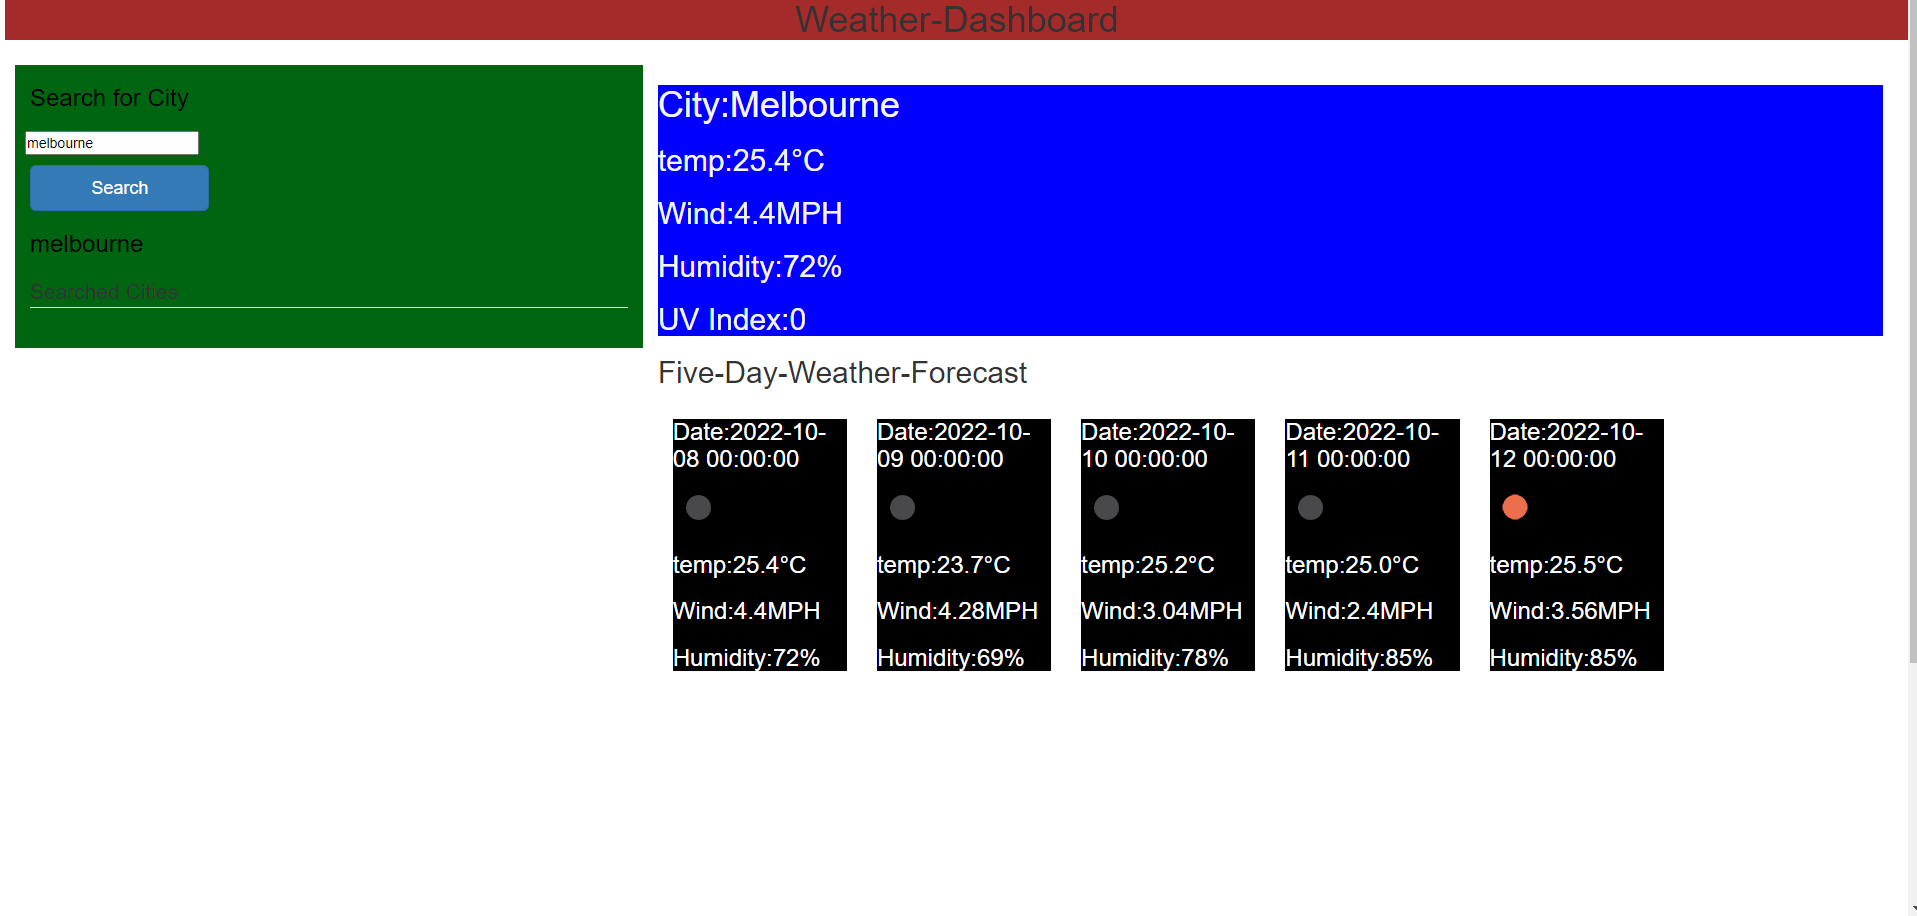 Weather-Dashboard
Search for City
melbourne
Search
melbourne
Searched Cities
City:Melbourne
temp:25.4°C
Wind:4.4MPH
Humidity:72%
UV Index:0
Five-Day-Weather-Forecast
Date:2022-10-
08 00:00:00
temp:25.4°C
Wind:4.4MPH
Humidity:72%
Date:2022-10-
09 00:00:00
temp:23.7°C
Wind:4.28MPH
Humidity:69%
Date:2022-10-
10 00:00:00
temp:25.2°C
Wind:3.04MPH
Humidity:78%
Date:2022-10-
11 00:00:00
temp:25.0°C
Wind:2.4MPH
Humidity:85%
Date:2022-10-
12 00:00:00
temp:25.5°C
Wind:3.56MPH
Humidity:85%